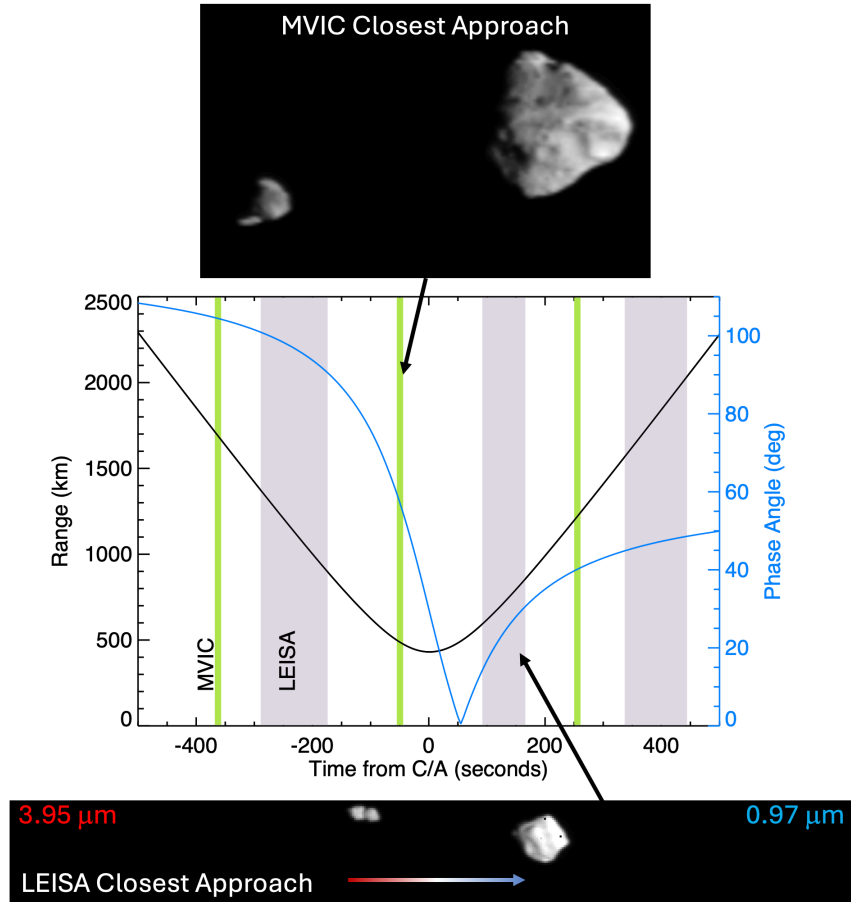 MVIC Closest Approach
2500
2000
1500
1000
500
0
Range (km)
100
80
60
40
20
0
Phase Angle (deg)
MVIC
LEISA
-400 -200 0 200 400
Time from C/A (seconds)
3.95 μm 0.97 μm
LEISA Closest Approach